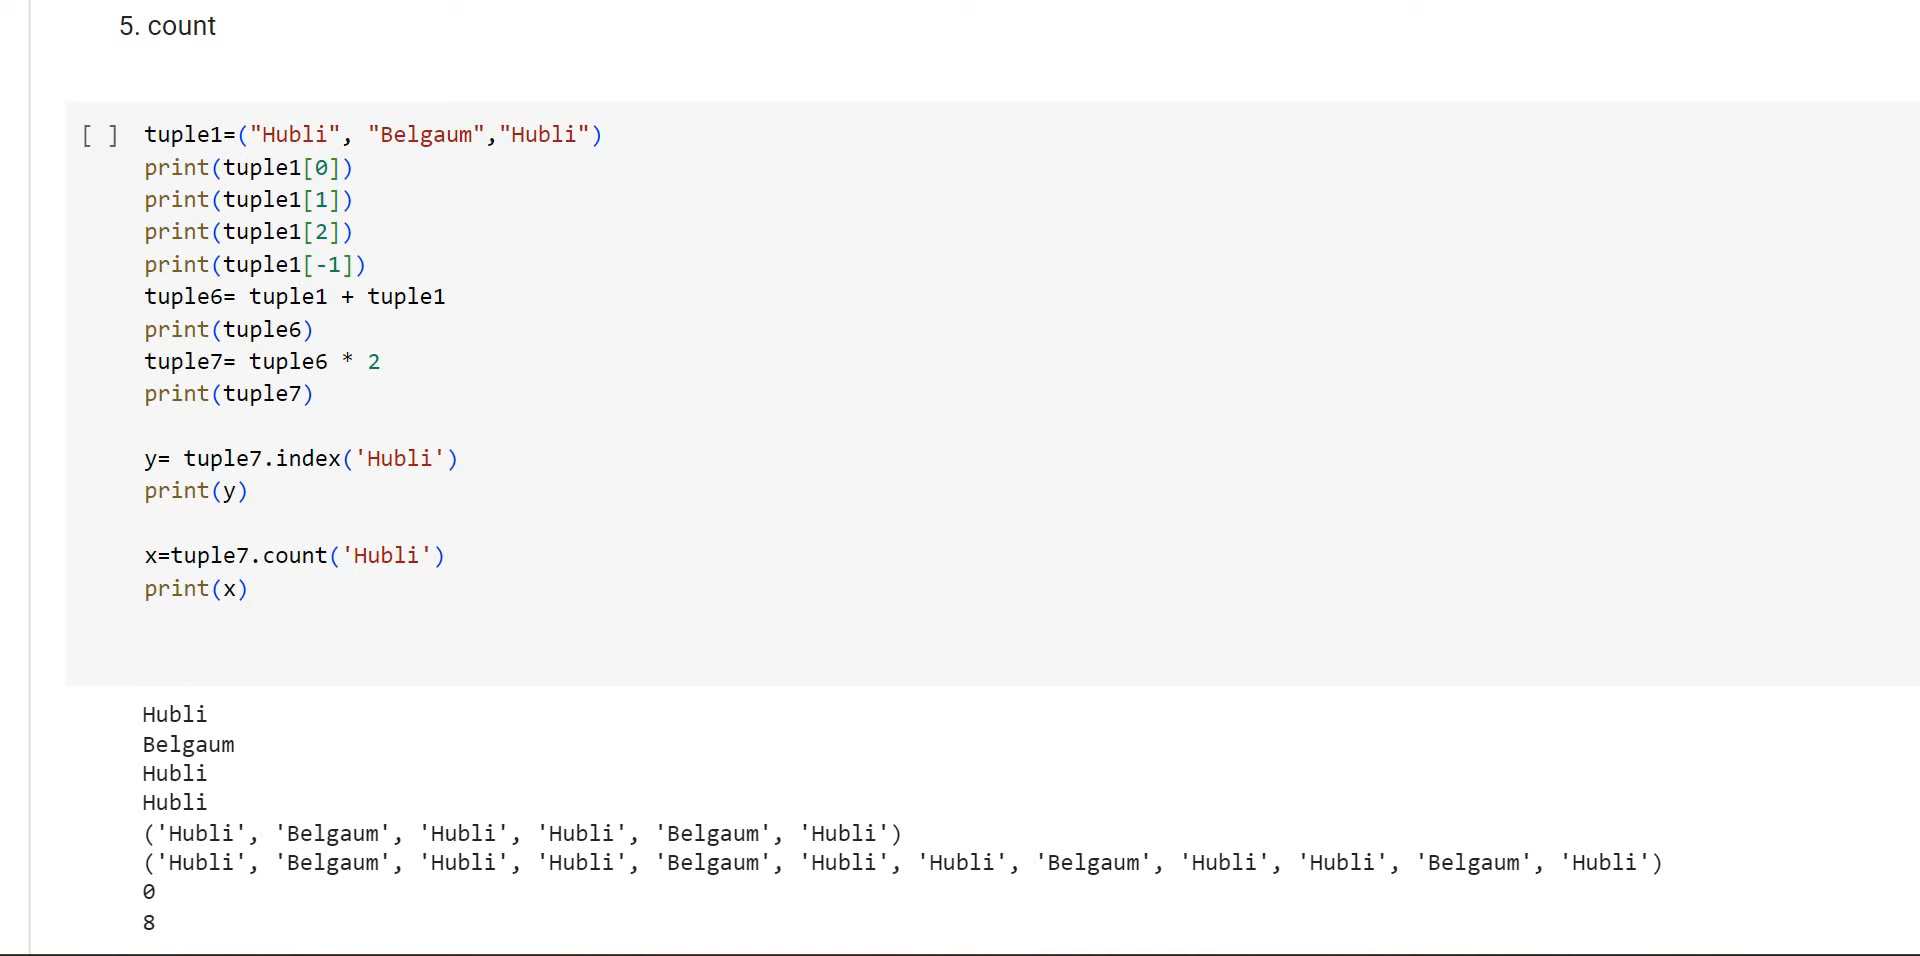 5. count
[ ] tuple1=("Hubli", "Belgaum","Hubli")
print(tuple1[0])
print(tuple1[1])
print(tuple1[2])
print(tuple1[-1])
tuple6= tuple1 + tuple1
print(tuple6)
tuple7= tuple6 * 2
print(tuple7)
y= tuple7.index('Hubli')
print(y)
x=tuple7.count('Hubli')
print(x)
Hubli
Belgaum
Hubli
Hubli
('Hubli', 'Belgaum', 'Hubli', 'Hubli', 'Belgaum', 'Hubli')
('Hubli', 'Belgaum', 'Hubli', 'Hubli', 'Belgaum', 'Hubli', 'Hubli', 'Belgaum', 'Hubli', 'Hubli', 'Belgaum', 'Hubli')
0
8